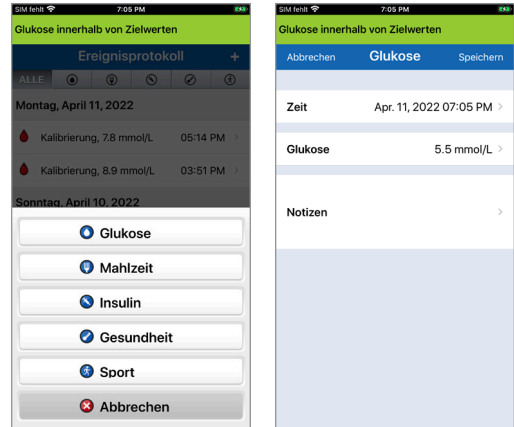 SIM fehlt 7:05 PM
Glukose innerhalb von Zielwerten
Ereignisprotokoll +
ALLE
Montag, April 11, 2022
Kalibrierung, 7.8 mmol/L 05:14 PM >
Kalibrierung, 8.9 mmol/L 03:51 PM >
Sonntag, April 10, 2022
Glukose
Mahlzeit
Insulin
Gesundheit
Sport
Abbrechen
SIM fehlt 7:05 PM
Glukose innerhalb von Zielwerten
Abbrechen Glukose Speichern
Zeit Apr. 11, 2022 07:05 PM >
Glukose 5.5 mmol/L >
Notizen >